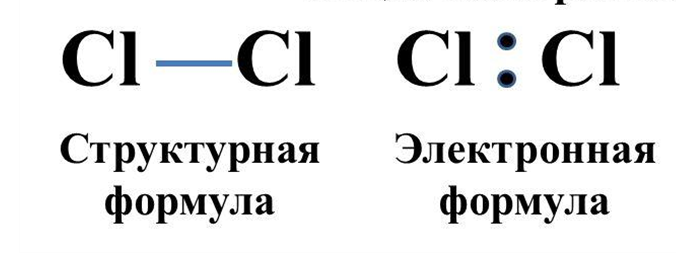 Cl — Cl Cl : Cl
Структурная Электронная
формула формула